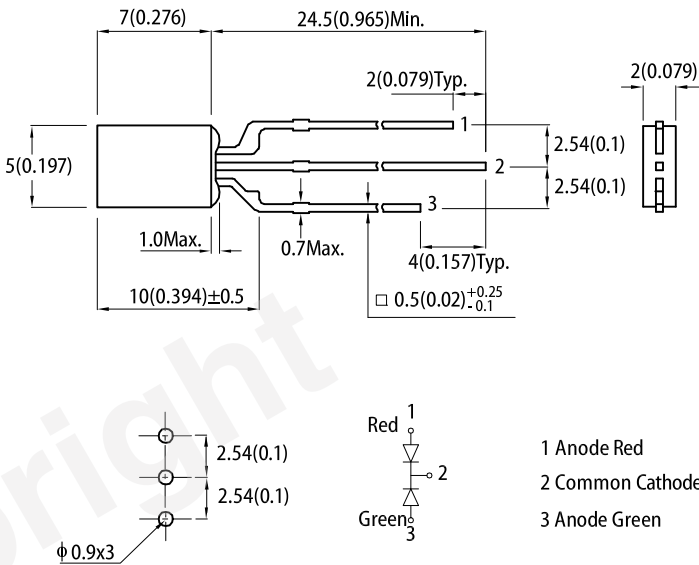 7(0.276)
24.5(0.965)Min.
2(0.079)Typ.
2(0.079)
1
2.54(0.1)
5(0.197)
2
2.54(0.1)
3
1.0Max.
0.7Max.
4(0.157)Typ.
10(0.394)±0.5
□ 0.5(0.02)+0.25 -0.1
2.54(0.1)
2.54(0.1)
ϕ0.9x3
1
Red
2
Green
3
1 Anode Red
2 Common Cathode
3 Anode Green
right